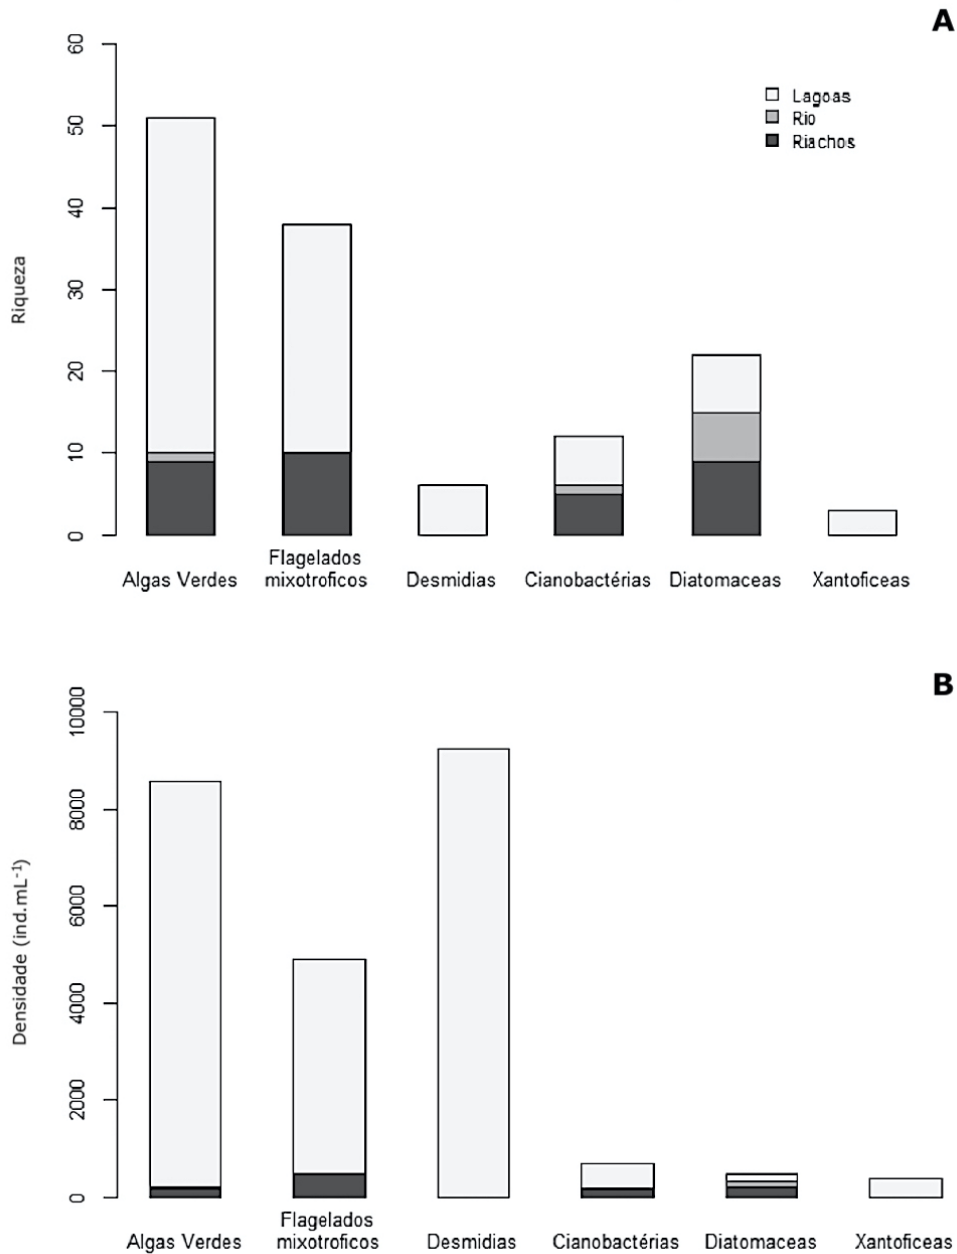 A
60
50
40
30
20
10
0
Riqueza
Lagoas
Rio
Riachos
Flagelados
Algas Verdes mixotroficos Desmidias Cianobactérias Diatomaceas Xantoficeas
B
10000
8000
6000
4000
2000
0
Densidade (ind.mL⁻¹)
Flagelados
Algas Verdes mixotroficos Desmidias Cianobactérias Diatomaceas Xantoficeas